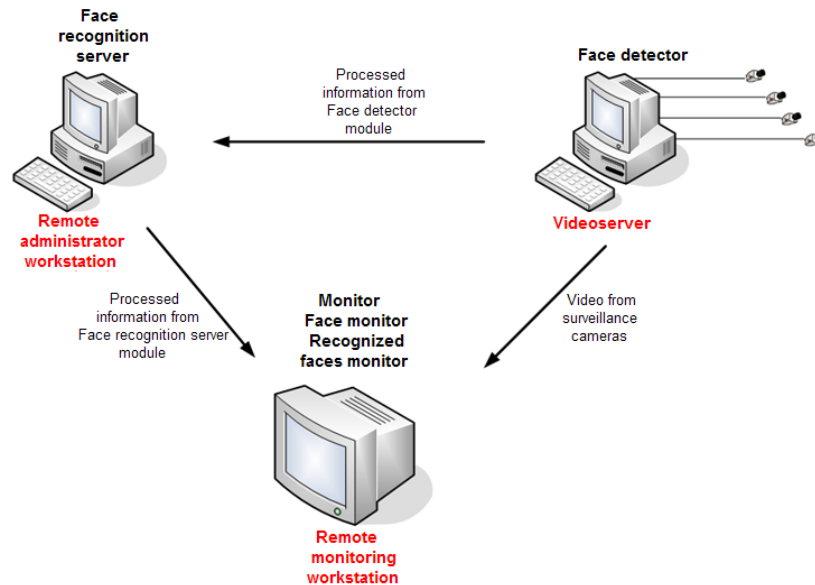 Face
recognition
server
Face detector
Processed
information from
Face detector
module
Remote
administrator
workstation
Videoserver
Processed
information from
Face recognition server
module
Monitor
Face monitor
Recognized
faces monitor
Video from
surveillance
cameras
Remote
monitoring
workstation